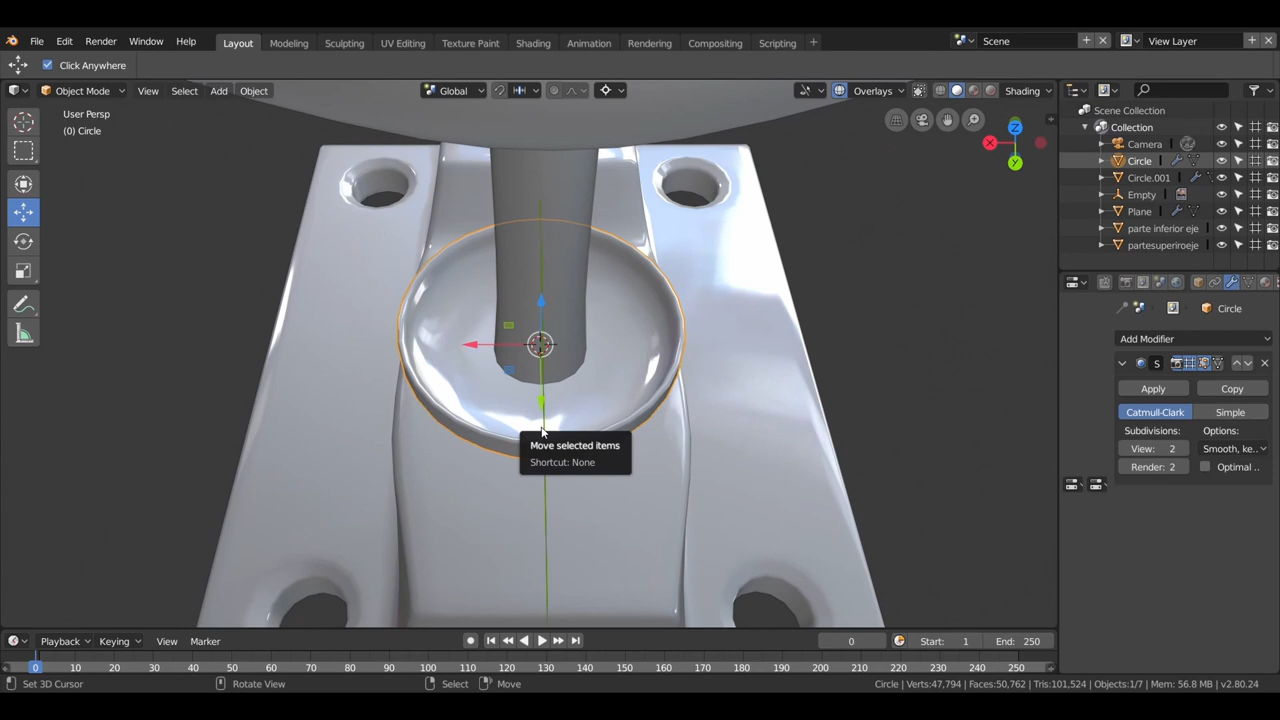 File Edit Render Window Help Layout Modeling Sculpting UV Editing Texture Paint Shading Animation Rendering Compositing Scripting + Scene View Layer
Click Anywhere
Object Mode View Select Add Object Global Overlays Shading
User Persp
(0) Circle
Z
X
Y
Scene Collection
Collection
Camera
Circle
Circle.001
Empty
Plane
parte inferior eje
partesuperiroeje
Circle
Add Modifier
S
Apply Copy
Catmull-Clark Simple
Subdivisions: Options:
View: 2 Smooth, ke..
Render: 2 Optimal ..
Move selected items
Shortcut: None
Playback Keying View Marker 0 Start: 1 End: 250
0 10 20 30 40 50 60 70 80 90 100 110 120 130 140 150 160 170 180 190 200 210 220 230 240 250
Set 3D Cursor Rotate View Select Move Circle | Verts:47,794 | Faces:50,762 | Tris:101,524 | Objects:1/7 | Mem: 56.8 MB | v2.80.24